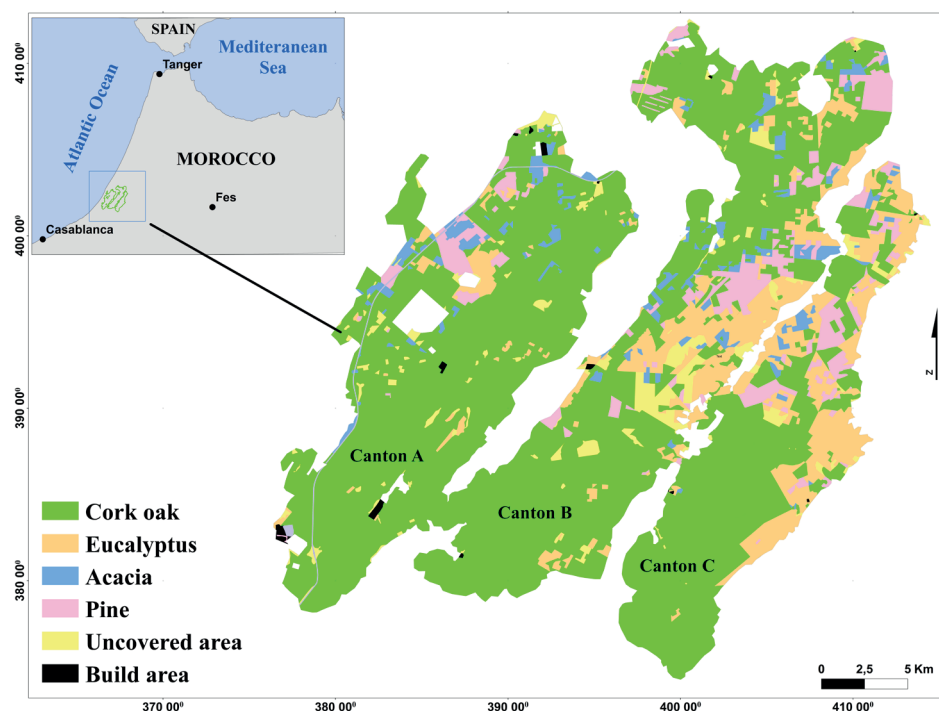 SPAIN
Mediteranean
Sea
Tanger
Atlantic Ocean
MOROCCO
Fes
Casablanca
410 00⁰
400 00⁰
390 00⁰
380 00⁰
Canton A
Canton B
Canton C
Cork oak
Eucalyptus
Acacia
Pine
Uncovered area
Build area
N
0 2,5 5 Km
370 00⁰ 380 00⁰ 390 00⁰ 400 00⁰ 410 00⁰